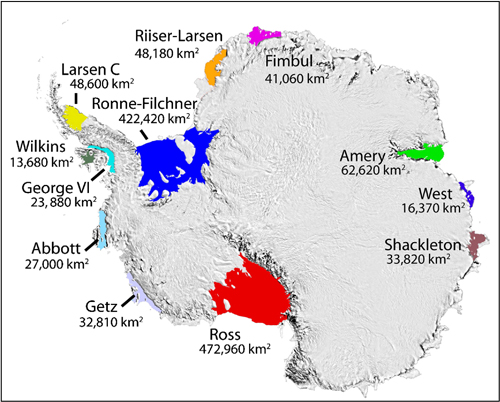 Riiser-Larsen
48,180 km²
Fimbul
41,060 km²
Larsen C
48,600 km²
Ronne-Filchner
422,420 km²
Wilkins
13,680 km²
George VI
23,880 km²
Amery
62,620 km²
West
16,370 km²
Abbott
27,000 km²
Shackleton
33,820 km²
Getz
32,810 km²
Ross
472,960 km²